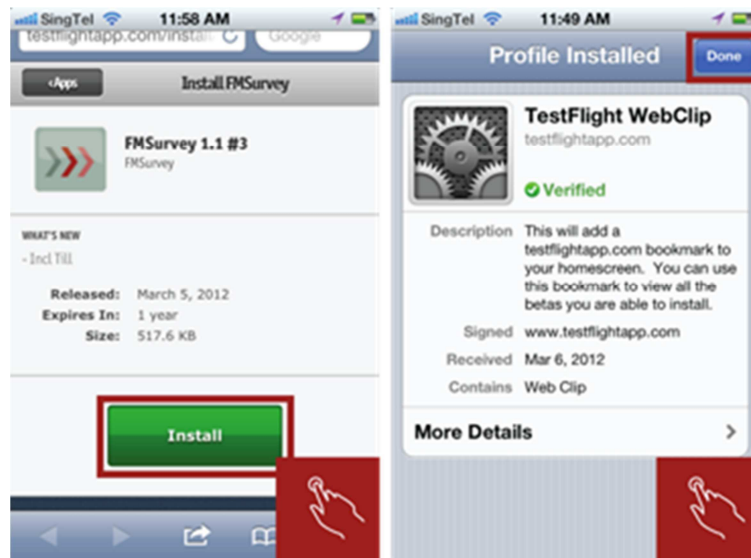 SingTel 11:58 AM
testflightapp.com/install Google
Apps Install FMSurvey
FMSurvey 1.1 #3
FMSurvey
WHAT'S NEW
- Incl Till
Released: March 5, 2012
Expires In: 1 year
Size: 517.6 KB
Install
SingTel 11:49 AM
Profile Installed Done
TestFlight WebClip
testflightapp.com
Verified
Description This will add a
testflightapp.com bookmark to
your homescreen. You can use
this bookmark to view all the
betas you are able to install.
Signed www.testflightapp.com
Received Mar 6, 2012
Contains Web Clip
More Details